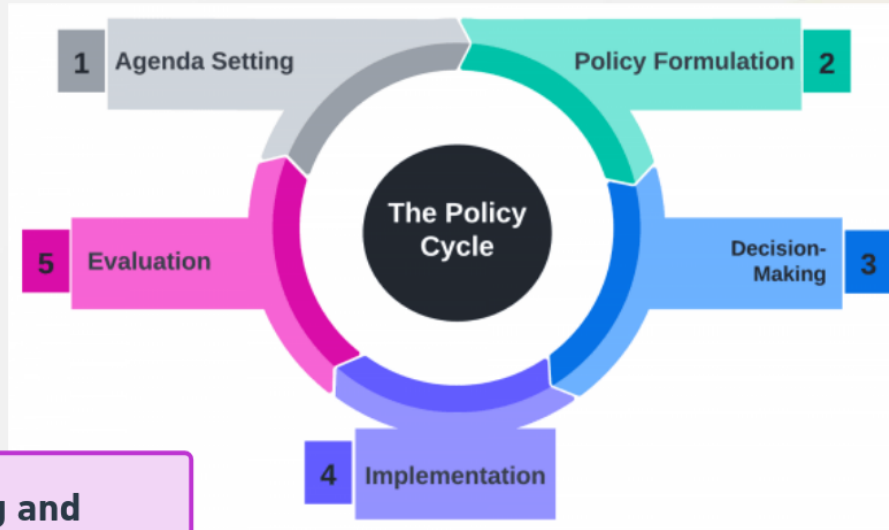 1 Agenda Setting
Policy Formulation 2
The Policy
Cycle
Decision-
Making 3
5 Evaluation
4 Implementation
and